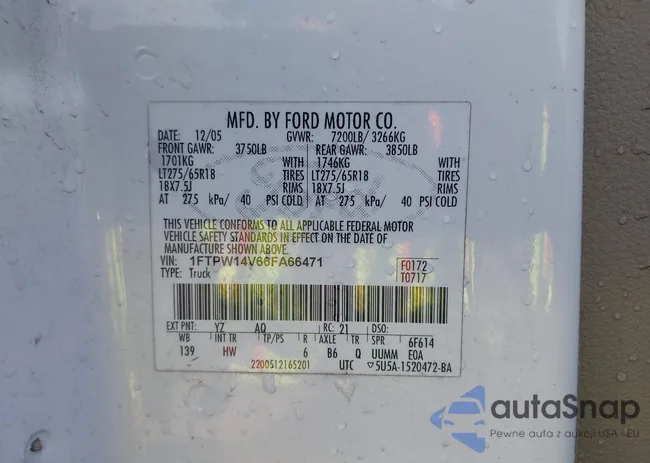 MFD. BY FORD MOTOR CO.
DATE: 12/05 GVWR: 7200LB/ 3266KG
FRONT GAWR: 3750LB REAR GAWR: 3850LB
1701KG WITH 1746KG WITH
LT275/65R18 TIRES LT275/65R18 TIRES
18X7.5J RIMS 18X7.5J RIMS
AT 275 kPa/ 40 PSI COLD AT 275 kPa/ 40 PSI COLD
THIS VEHICLE CONFORMS TO ALL APPLICABLE FEDERAL MOTOR
VEHICLE SAFETY STANDARDS IN EFFECT ON THE DATE OF
MANUFACTURE SHOWN ABOVE.
VIN: 1FTPW14V66FA66471 F0172
TYPE: Truck T0717
EXT PNT: YZ AQ RC: 21 DSO:
WB INT TR TP/PS R AXLE TR SPR 6F614
139 HW 6 B6 Q UUMM EOA
2200512165201 UTC ▽5U5A-1520472-BA
autaSnap
Pewne auta z aukcji USA - EU